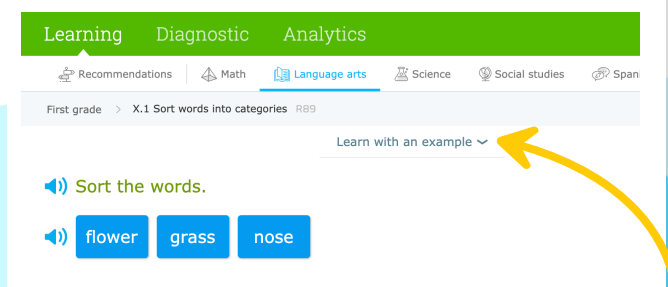 Learning Diagnostic Analytics
Recommendations Math Language arts Science Social studies Spani
First grade > X.1 Sort words into categories R89
Learn with an example
Sort the words.
flower grass nose